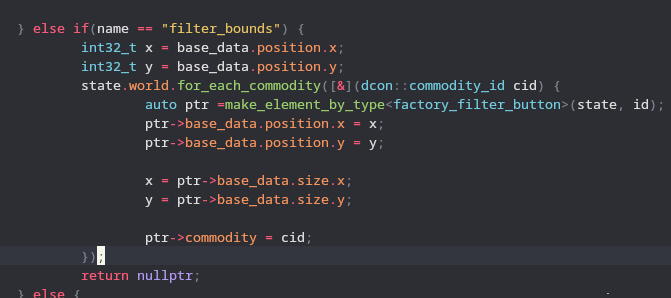 } else if(name == "filter_bounds") {
int32_t x = base_data.position.x;
int32_t y = base_data.position.y;
state.world.for_each_commodity([&](dcon::commodity_id cid) {
auto ptr =make_element_by_type<factory_filter_button>(state, id);
ptr->base_data.position.x = x;
ptr->base_data.position.y = y;
x = ptr->base_data.size.x;
y = ptr->base_data.size.y;
ptr->commodity = cid;
});
return nullptr;
} else {